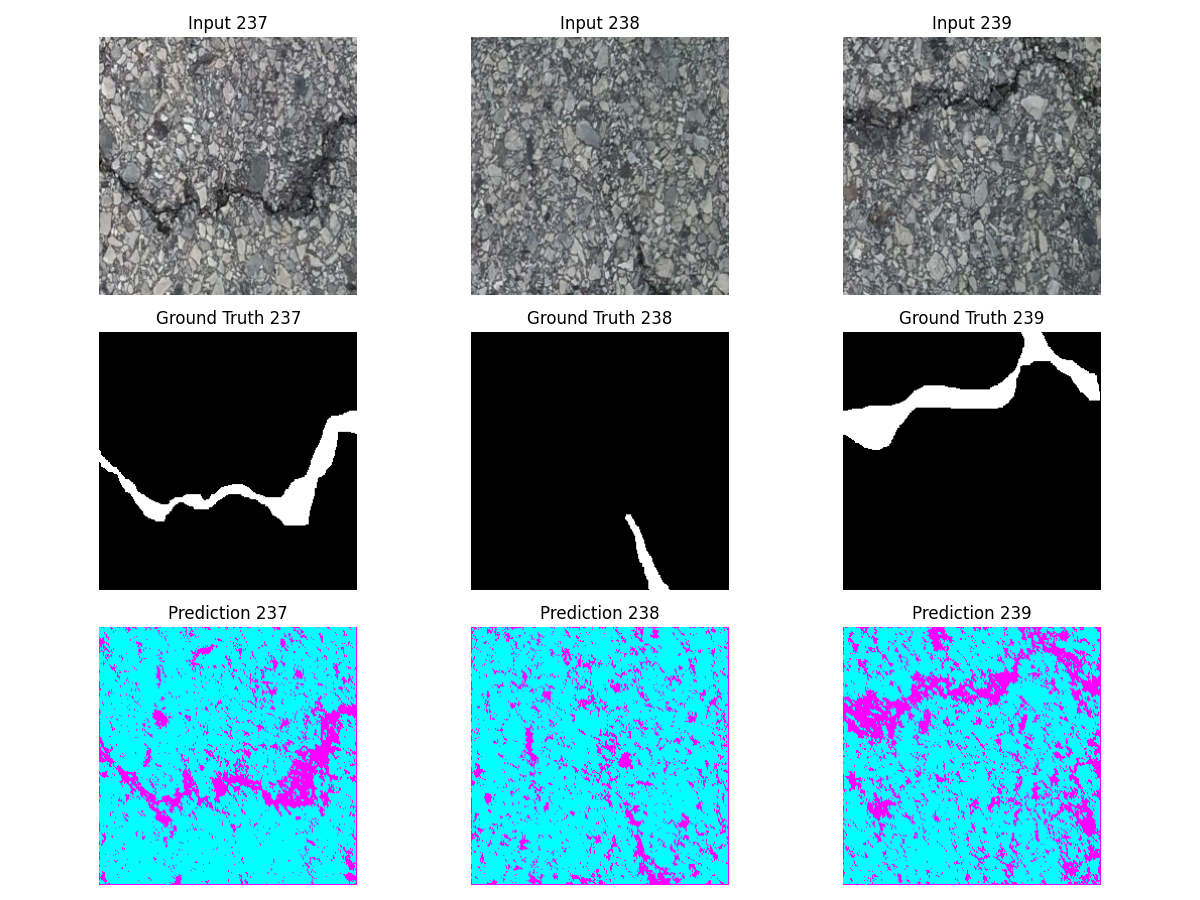 Input 237
Input 238
Input 239
Ground Truth 237
Ground Truth 238
Ground Truth 239
Prediction 237
Prediction 238
Prediction 239